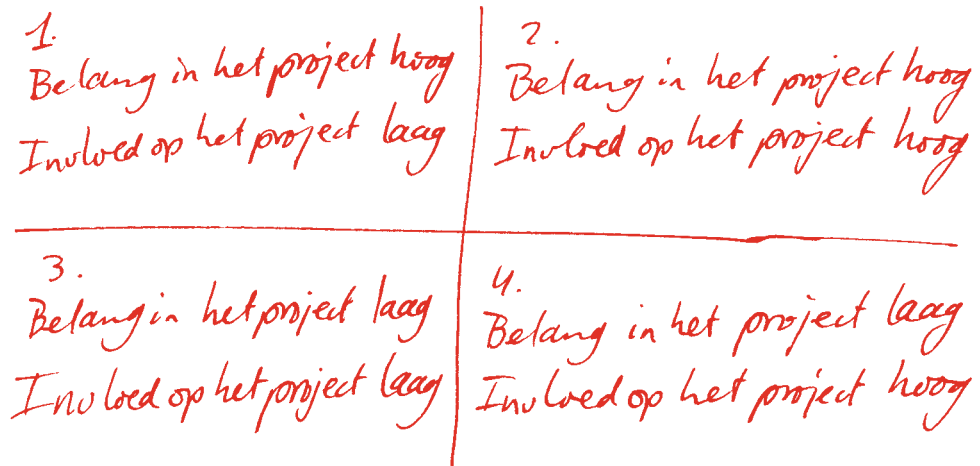 1.
Belang in het project hoog
Invloed op het project laag
2.
Belang in het project hoog
Invloed op het project hoog
3.
Belang in het project laag
Invloed op het project laag
4.
Belang in het project laag
Invloed op het project hoog